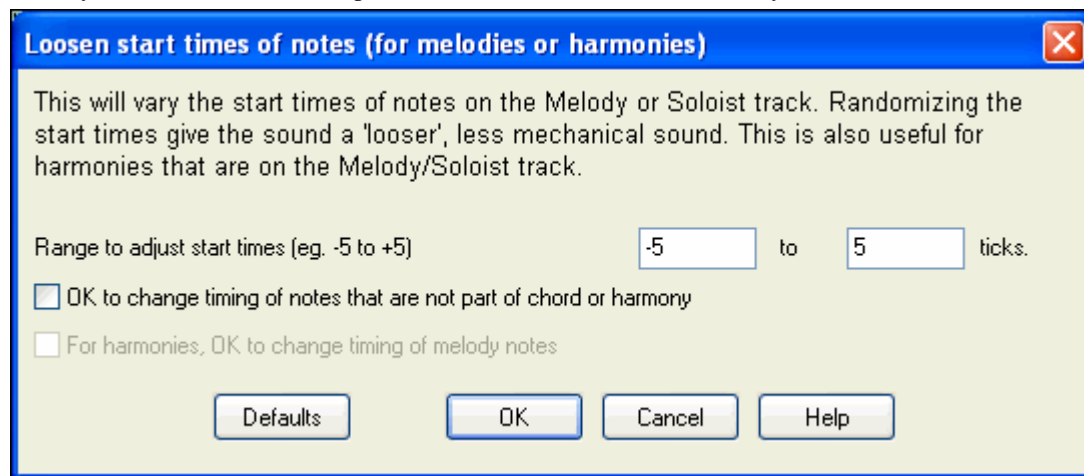 Loosen start times of notes (for melodies or harmonies)
This will vary the start times of notes on the Melody or Soloist track. Randomizing the
start times give the sound a 'looser', less mechanical sound. This is also useful for
harmonies that are on the Melody/Soloist track.
Range to adjust start times (eg. -5 to +5) -5 to 5 ticks.
OK to change timing of notes that are not part of chord or harmony
For harmonies, OK to change timing of melody notes
Defaults OK Cancel Help